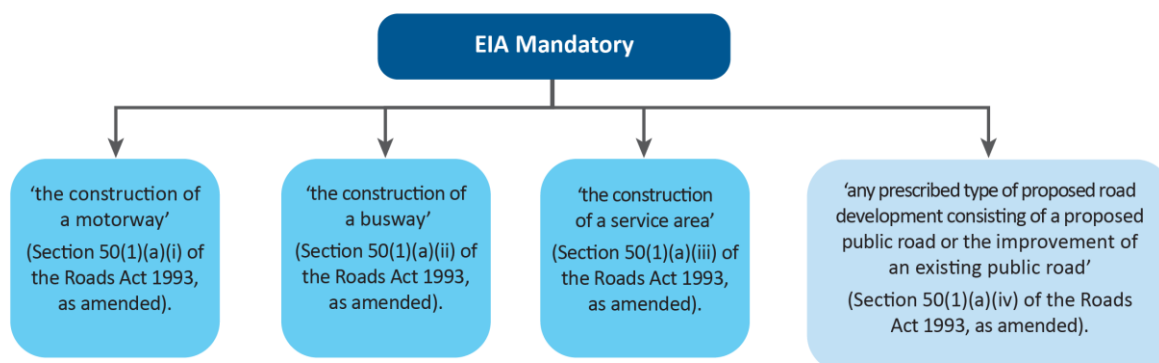 EIA Mandatory
‘the construction of
a motorway’
(Section 50(1)(a)(i) of
the Roads Act 1993,
as amended).
‘the construction of
a busway’
(Section 50(1)(a)(ii) of
the Roads Act 1993,
as amended).
‘the construction
of a service area’
(Section 50(1)(a)(iii) of
the Roads Act 1993,
as amended).
‘any prescribed type of proposed road
development consisting of a proposed
public road or the improvement of
an existing public road’
(Section 50(1)(a)(iv) of the Roads
Act 1993, as amended).